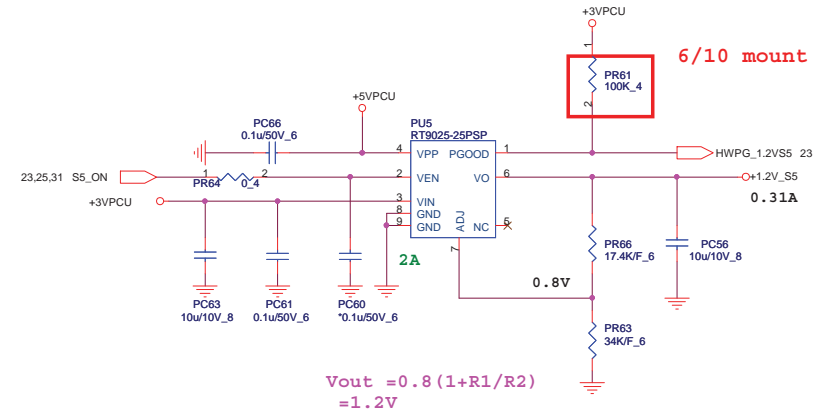 +3VPCU
1
PR61
100K_4
2
6/10 mount
+5VPCU
PC66
0.1u/50V_6
PU5
RT9025-25PSP
4 VPP PGOOD 1
HWPG_1.2VS5 23
23,25,31 S5_ON
1 2
PR64 0_4
2 VEN VO 6
+1.2V_S5
0.31A
+3VPCU
3 VIN
8 GND
9 GND
ADJ
NC 5
7
2A
PR66
17.4K/F_6
PC56
10u/10V_8
0.8V
PC63
10u/10V_8
PC61
0.1u/50V_6
PC60
*0.1u/50V_6
PR63
34K/F_6
Vout =0.8(1+R1/R2)
=1.2V